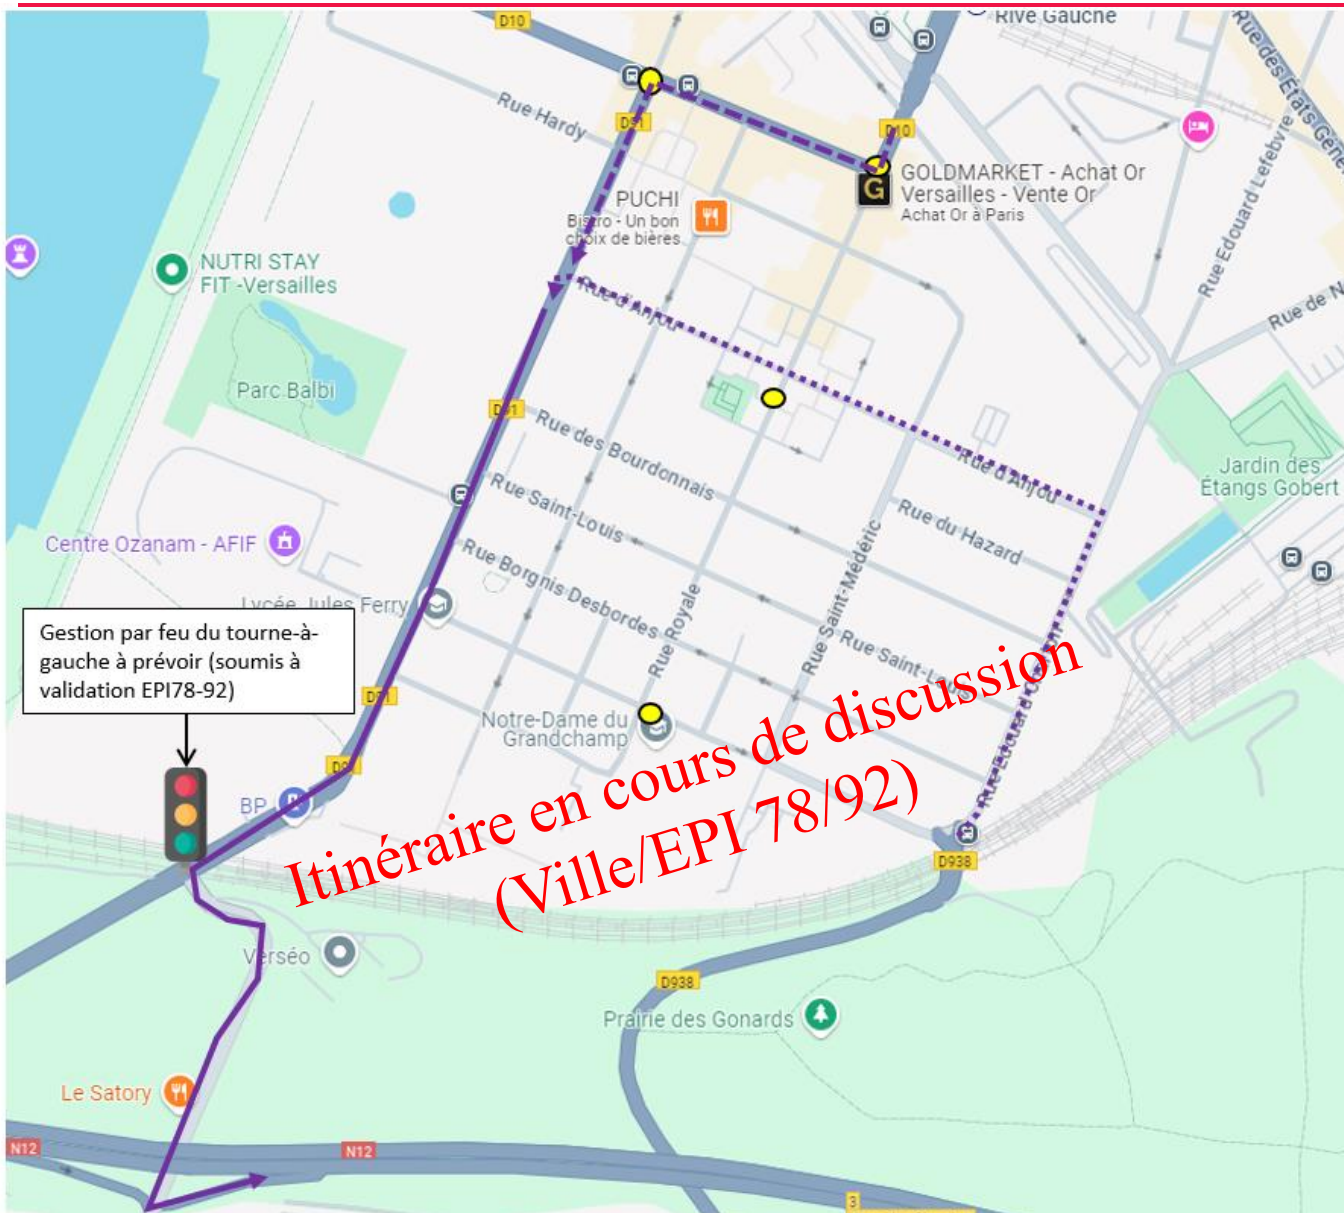 D10
Rive Gauche
Rue des États Géné
Rue Hardy
D91
D10
GOLDMARKET - Achat Or
Versailles - Vente Or
Achat Or à Paris
G
PUCHI
Bistro - Un bon
choix de bières
Rue Edouard Lefebvre
NUTRI STAY
FIT -Versailles
Rue d'Anjou
Rue de N
Parc Balbi
D91
Rue des Bourdonnais
Rue d'Anjou
Jardin des
Étangs Gobert
Rue Saint-Louis
Rue du Hazard
Centre Ozanam - AFIF
Rue Borgnis Desbordes
Rue Saint-Médéric
Lycée Jules Ferry
Rue Royale
Rue Saint-Louis
Gestion par feu du tourne-à-
gauche à prévoir (soumis à
validation EPI78-92)
D91
Notre-Dame du
Grandchamp
Itinéraire en cours de discussion
(Ville/EPI 78/92)
BP
D938
Verséo
D938
Prairie des Gonards
Le Satory
N12
N12
3